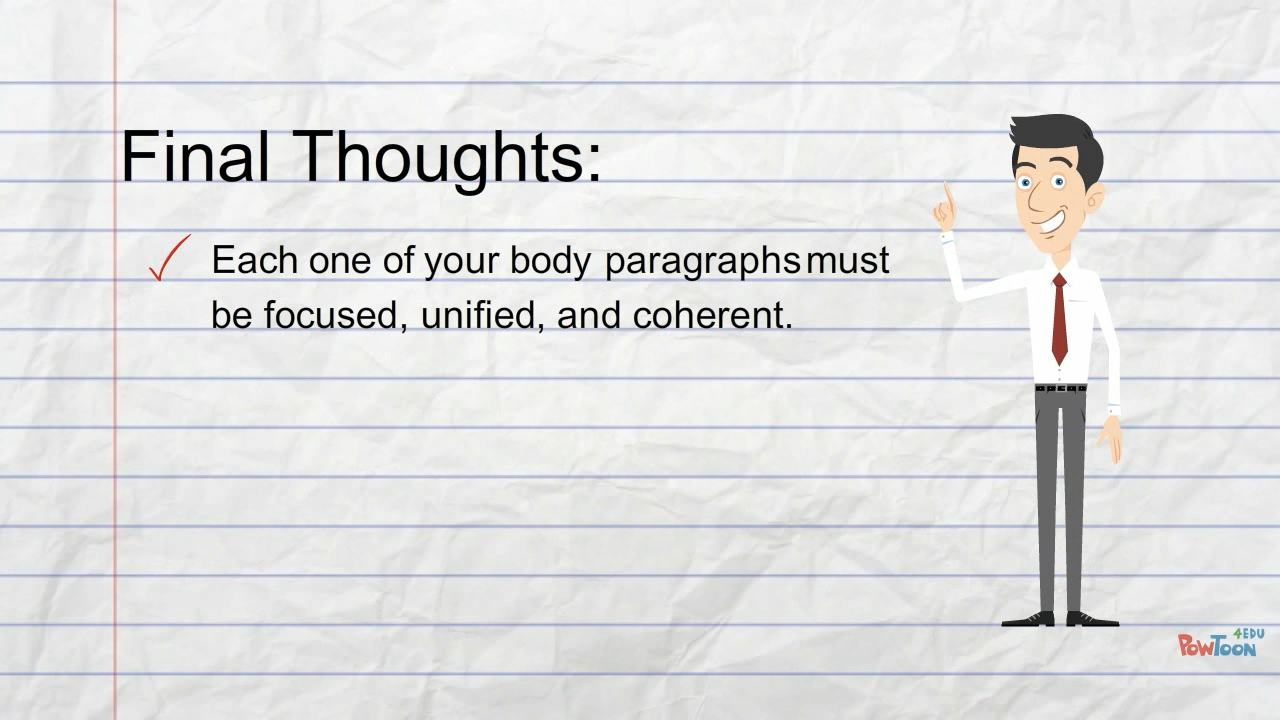 Final Thoughts:
Each one of your body paragraphs must
be focused, unified, and coherent.
4EDU
POWTOON